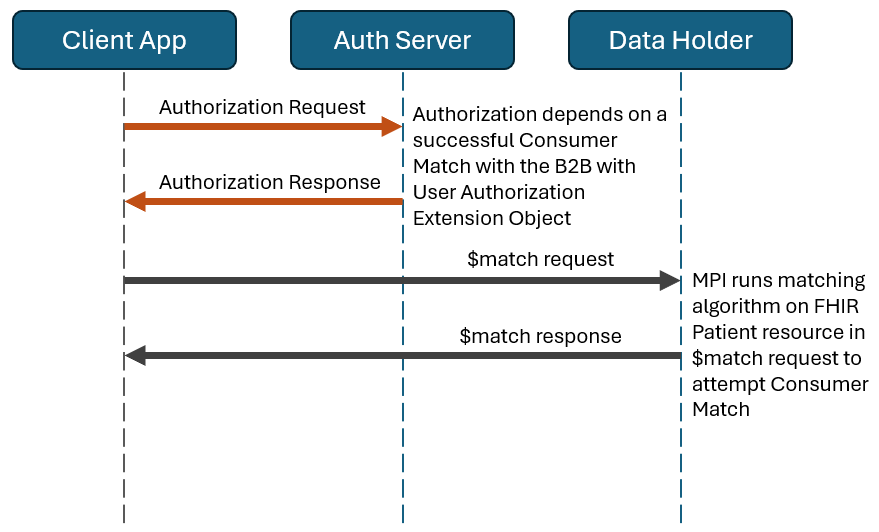 Client App
Auth Server
Data Holder
Authorization Request
Authorization depends on a
successful Consumer
Match with the B2B with
User Authorization
Extension Object
Authorization Response
$match request
MPI runs matching
algorithm on FHIR
Patient resource in
$match request to
attempt Consumer
Match
$match response